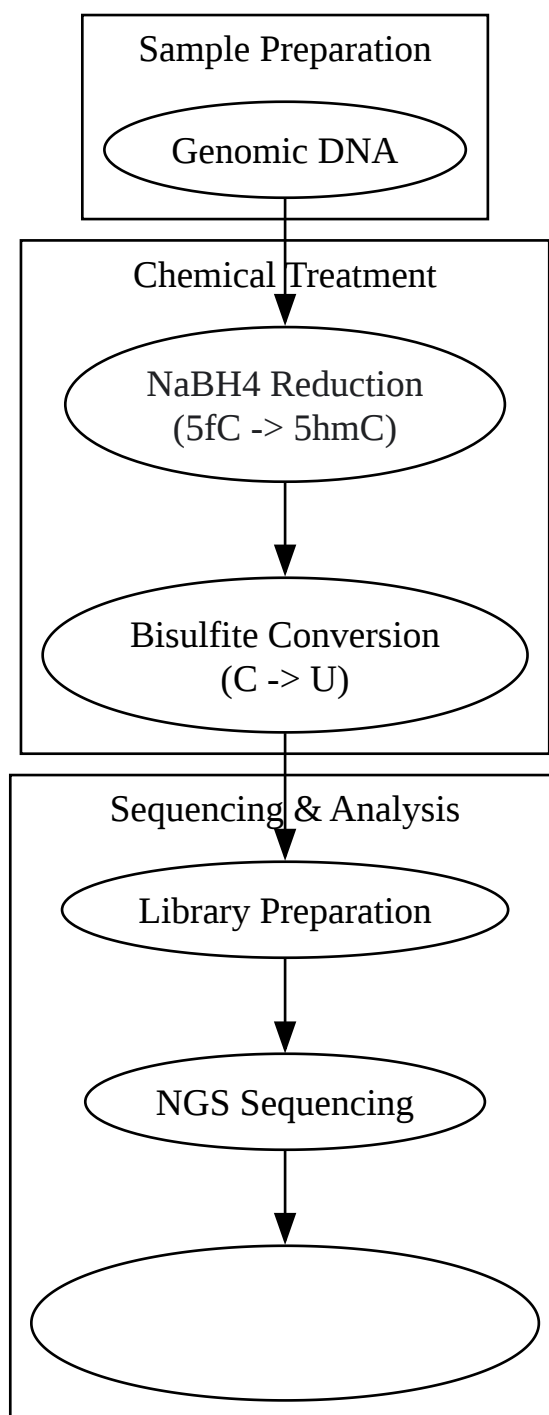 Sample Preparation
Genomic DNA
Chemical Treatment
NaBH4 Reduction
(5fC -> 5hmC)
Bisulfite Conversion
(C -> U)
Sequencing & Analysis
Library Preparation
NGS Sequencing